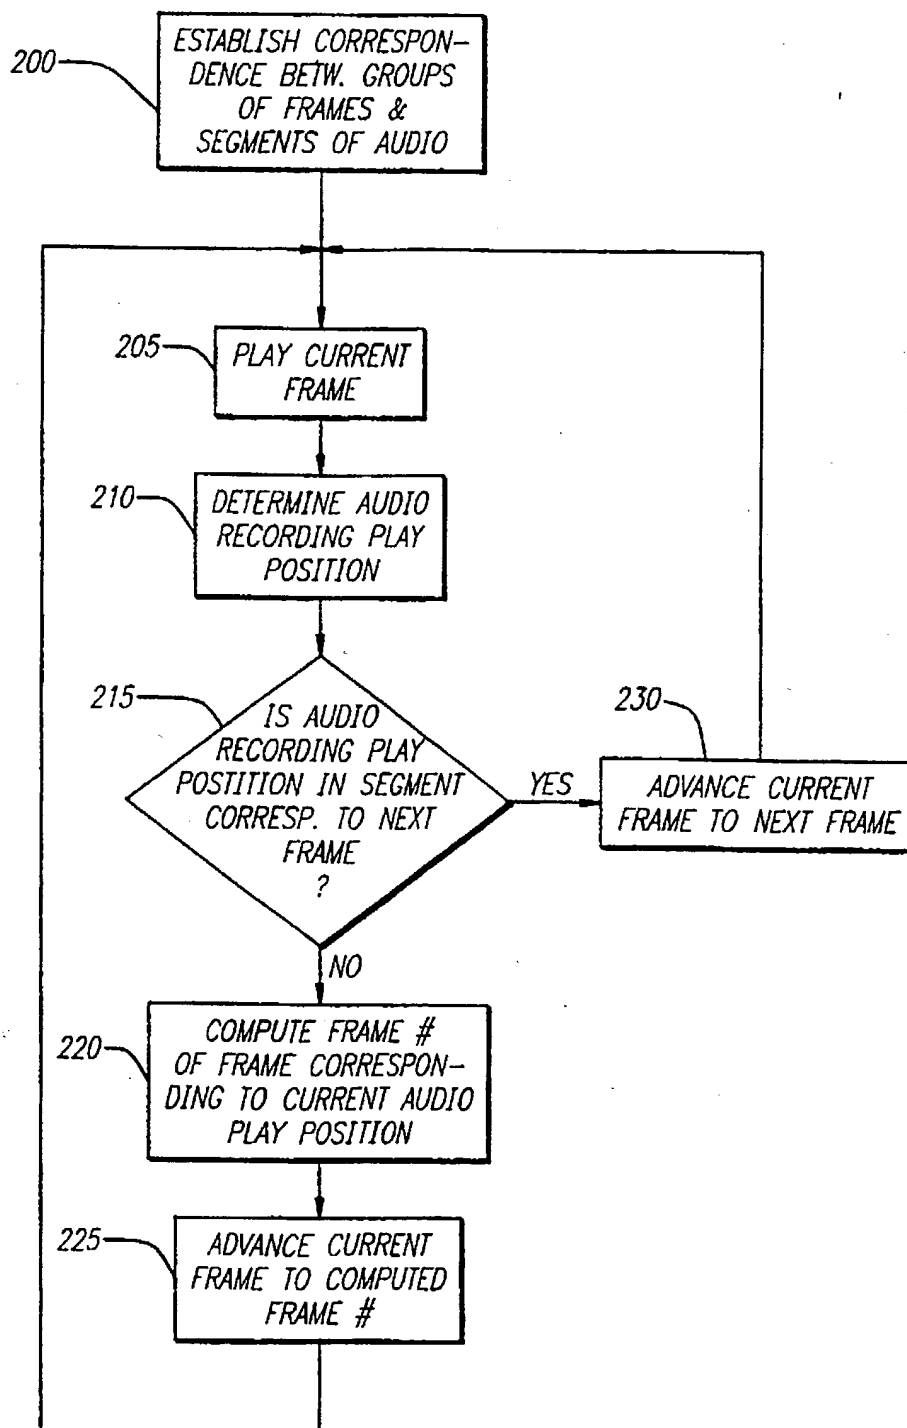 200
ESTABLISH CORRESPON-
DENCE BETW. GROUPS
OF FRAMES &
SEGMENTS OF AUDIO
205
PLAY CURRENT
FRAME
210
DETERMINE AUDIO
RECORDING PLAY
POSITION
215
IS AUDIO
RECORDING PLAY
POSTITION IN SEGMENT
CORRESP. TO NEXT
FRAME
?
YES
230
ADVANCE CURRENT
FRAME TO NEXT FRAME
NO
220
COMPUTE FRAME #
OF FRAME CORRESPON-
DING TO CURRENT AUDIO
PLAY POSITION
225
ADVANCE CURRENT
FRAME TO COMPUTED
FRAME #